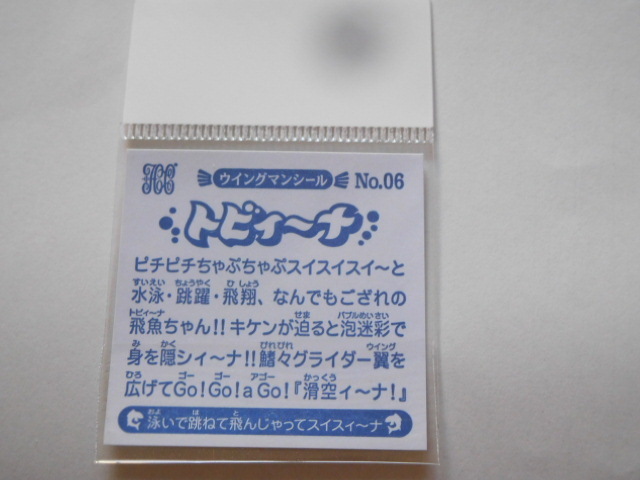 HCC
ウイングマンシール No.06
トビィ〜ナ
ピチピチちゃぷちゃぷスイスイスイ〜と
水泳・跳躍・飛翔、なんでもござれの
飛魚ちゃん!!キケンが迫ると泡迷彩で
身を隠シィ〜ナ!!鰭々グライダー翼を
広げてGo!Go!a Go!『滑空ィ〜ナ!』
泳いで跳ねて飛んじゃってスイスイ〜ナ